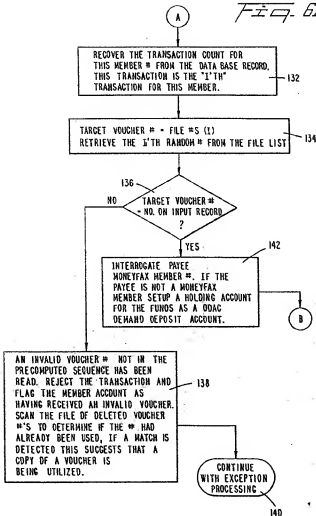 Fig. 6
A
RECOVER THE TRANSACTION COUNT FOR
THIS MEMBER # FROM THE DATA BASE RECORD.
THIS TRANSACTION IS THE "I'TH"
TRANSACTION FOR THIS MEMBER.
132
TARGET VOUCHER # = FILE #S (I)
RETRIEVE THE I'TH RANDOM # FROM THE FILE LIST
134
136
NO
TARGET VOUCHER #
= NO. ON INPUT RECORD
?
YES
142
INTERROGATE PAYEE
MONEYFAX MEMBER #. IF THE
PAYEE IS NOT A MONEYFAX
MEMBER SETUP A HOLDING ACCOUNT
FOR THE FUNDS AS A ODAC
DEMAND DEPOSIT ACCOUNT.
B
AN INVALID VOUCHER # NOT IN THE
PRECOMPUTED SEQUENCE HAS BEEN
READ. REJECT THE TRANSACTION AND
FLAG THE MEMBER ACCOUNT AS
HAVING RECEIVED AN INVALID VOUCHER.
SCAN THE FILE OF DELETED VOUCHER
#'S TO DETERMINE IF THE # HAD
ALREADY BEEN USED, IF A MATCH IS
DETECTED THIS SUGGESTS THAT A
COPY OF A VOUCHER IS
BEING UTILIZED.
138
CONTINUE
WITH EXCEPTION
PROCESSING
140